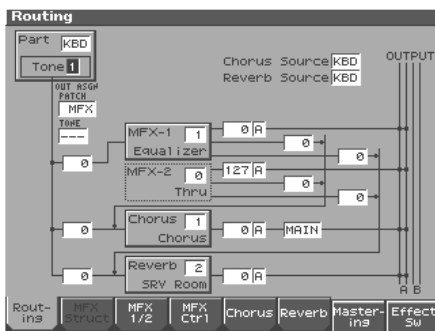 Routing
Part KBD
Tone 1
Chorus Source KBD
Reverb Source KBD
OUTPUT
OUT ASGN
PATCH
MFX
TONE
---
MFX-1 1
Equalizer
0 A
0
0
0
MFX-2 0
Thru
127 A
0
0
Chorus 1
Chorus
0
0 A MAIN
Reverb 2
SRV Room
0
0 A
A B
Rout-
ing
MFX
Struct
MFX
1/2
MFX
Ctrl
Chorus
Reverb
Master-
ing
Effect
Sw